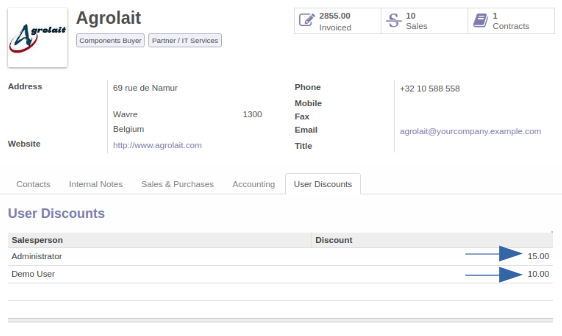 Agrolait
Agrolait
Components Buyer Partner / IT Services
2855.00 Invoiced
10 Sales
1 Contracts
Address 69 rue de Namur
Wavre 1300
Belgium
Website http://www.agrolait.com
Phone +32 10 588 558
Mobile
Fax
Email agrolait@yourcompany.example.com
Title
Contacts Internal Notes Sales & Purchases Accounting User Discounts
User Discounts
Salesperson Discount
Administrator 15.00
Demo User 10.00